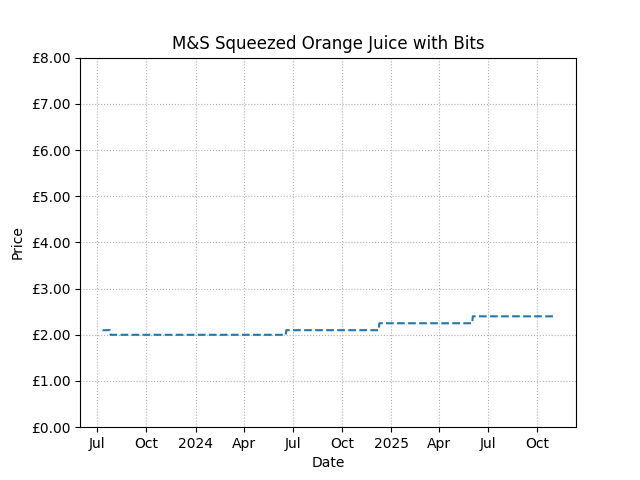 M&S Squeezed Orange Juice with Bits
£8.00
£7.00
£6.00
£5.00
£4.00
£3.00
£2.00
£1.00
£0.00
Price
Jul Oct 2024 Apr Jul Oct 2025 Apr Jul Oct
Date